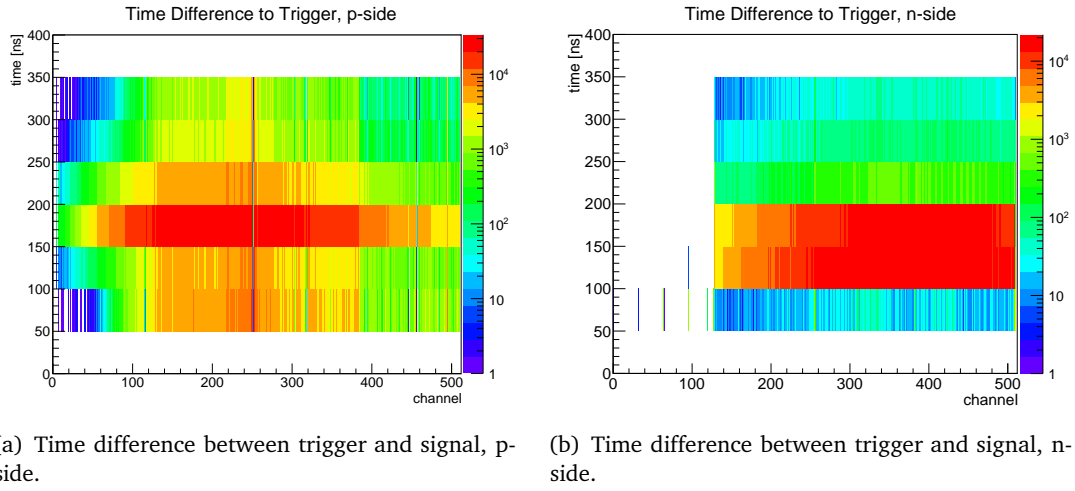 Time Difference to Trigger, p-side
time [ns]
400
350
300
250
200
150
100
50
0
0 100 200 300 400 500
channel
10⁴
10³
10²
10
1
Time Difference to Trigger, n-side
time [ns]
400
350
300
250
200
150
100
50
0
0 100 200 300 400 500
channel
10⁴
10³
10²
10
1
(a) Time difference between trigger and signal, p-
side.
(b) Time difference between trigger and signal, n-
side.